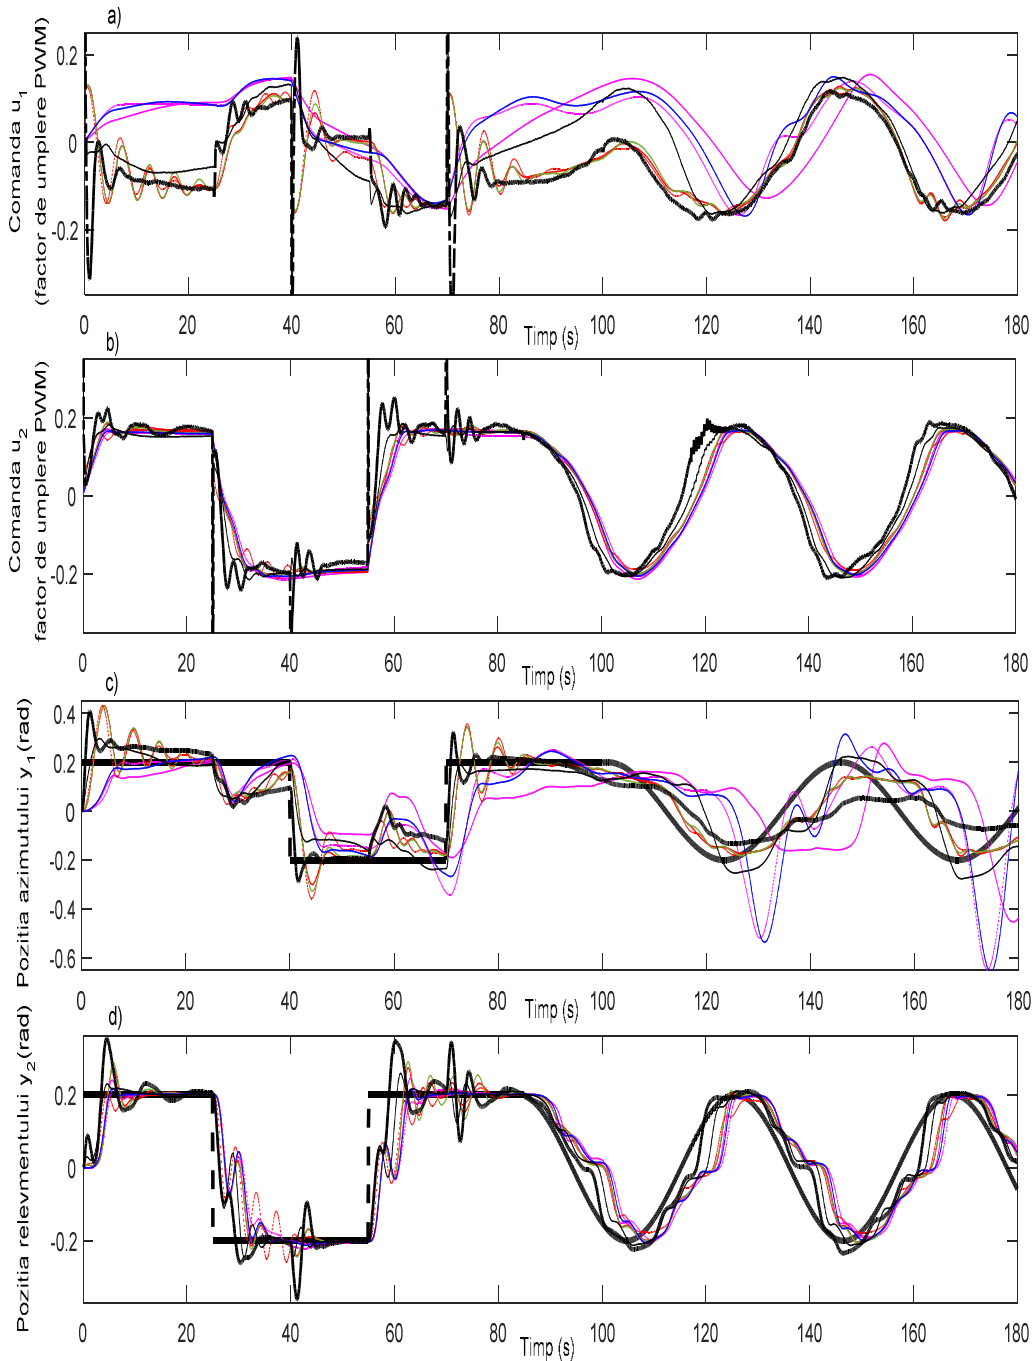 a)
Comanda u1
(factor de umplere PWM)
0.2
0
-0.2
0 20 40 60 80 100 120 140 160 180
Timp (s)
b)
Comanda u2
factor de umplere PWM)
0.2
0
-0.2
0 20 40 60 80 100 120 140 160 180
Timp (s)
c)
Pozitia azimutului y1(rad)
0.4
0.2
0
-0.2
-0.4
-0.6
0 20 40 60 80 100 120 140 160 180
Timp (s)
d)
Pozitia relevmentului y2(rad)
0.2
0
-0.2
0 20 40 60 80 100 120 140 160 180
Timp (s)